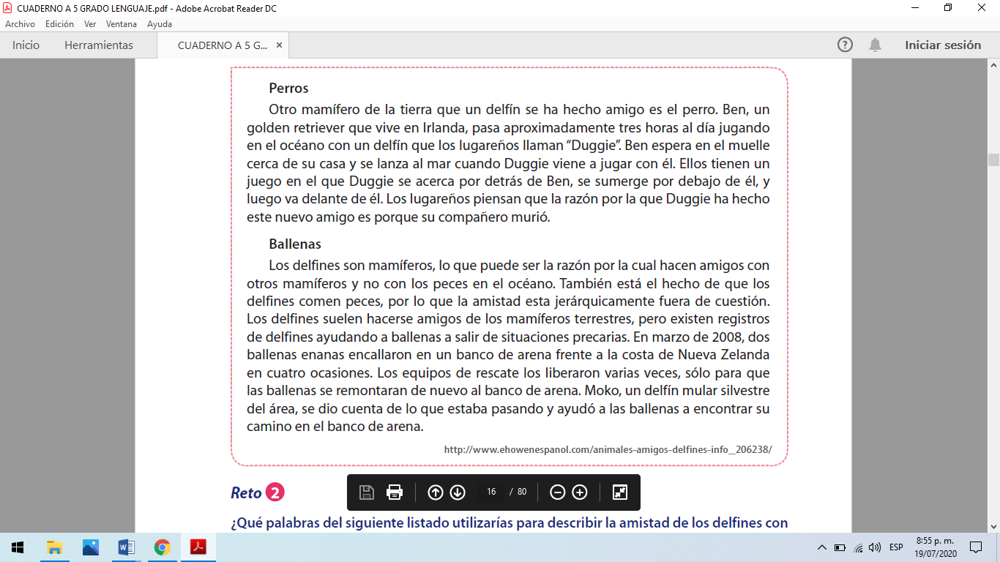 CUADERNO A 5 GRADO LENGUAJE.pdf - Adobe Acrobat Reader DC
Archivo Edición Ver Ventana Ayuda
Inicio Herramientas CUADERNO A 5 G... × Iniciar sesión
Perros
Otro mamífero de la tierra que un delfín se ha hecho amigo es el perro. Ben, un
golden retriever que vive en Irlanda, pasa aproximadamente tres horas al día jugando
en el océano con un delfín que los lugareños llaman “Duggie”. Ben espera en el muelle
cerca de su casa y se lanza al mar cuando Duggie viene a jugar con él. Ellos tienen un
juego en el que Duggie se acerca por detrás de Ben, se sumerge por debajo de él, y
luego va delante de él. Los lugareños piensan que la razón por la que Duggie ha hecho
este nuevo amigo es porque su compañero murió.
Ballenas
Los delfines son mamíferos, lo que puede ser la razón por la cual hacen amigos con
otros mamíferos y no con los peces en el océano. También está el hecho de que los
delfines comen peces, por lo que la amistad esta jerárquicamente fuera de cuestión.
Los delfines suelen hacerse amigos de los mamíferos terrestres, pero existen registros
de delfines ayudando a ballenas a salir de situaciones precarias. En marzo de 2008, dos
ballenas enanas encallaron en un banco de arena frente a la costa de Nueva Zelanda
en cuatro ocasiones. Los equipos de rescate los liberaron varias veces, sólo para que
las ballenas se remontaran de nuevo al banco de arena. Moko, un delfín mular silvestre
del área, se dio cuenta de lo que estaba pasando y ayudó a las ballenas a encontrar su
camino en el banco de arena.
http://www.ehowenespanol.com/animales-amigos-delfines-info_206238/
Reto 2
16 / 80
¿Qué palabras del siguiente listado utilizarías para describir la amistad de los delfines con
ESP
8:55 p. m.
19/07/2020